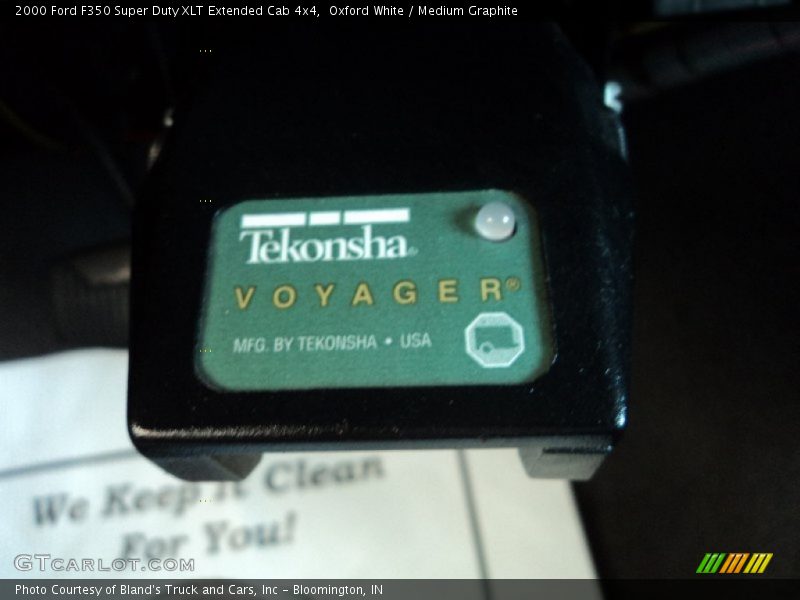 2000 Ford F350 Super Duty XLT Extended Cab 4x4,  Oxford White / Medium Graphite
Tekonsha®
VOYAGER®
MFG. BY TEKONSHA • USA
We Keep It Clean
For You!
GTCARLOT.COM
Photo Courtesy of Bland's Truck and Cars, Inc - Bloomington, IN